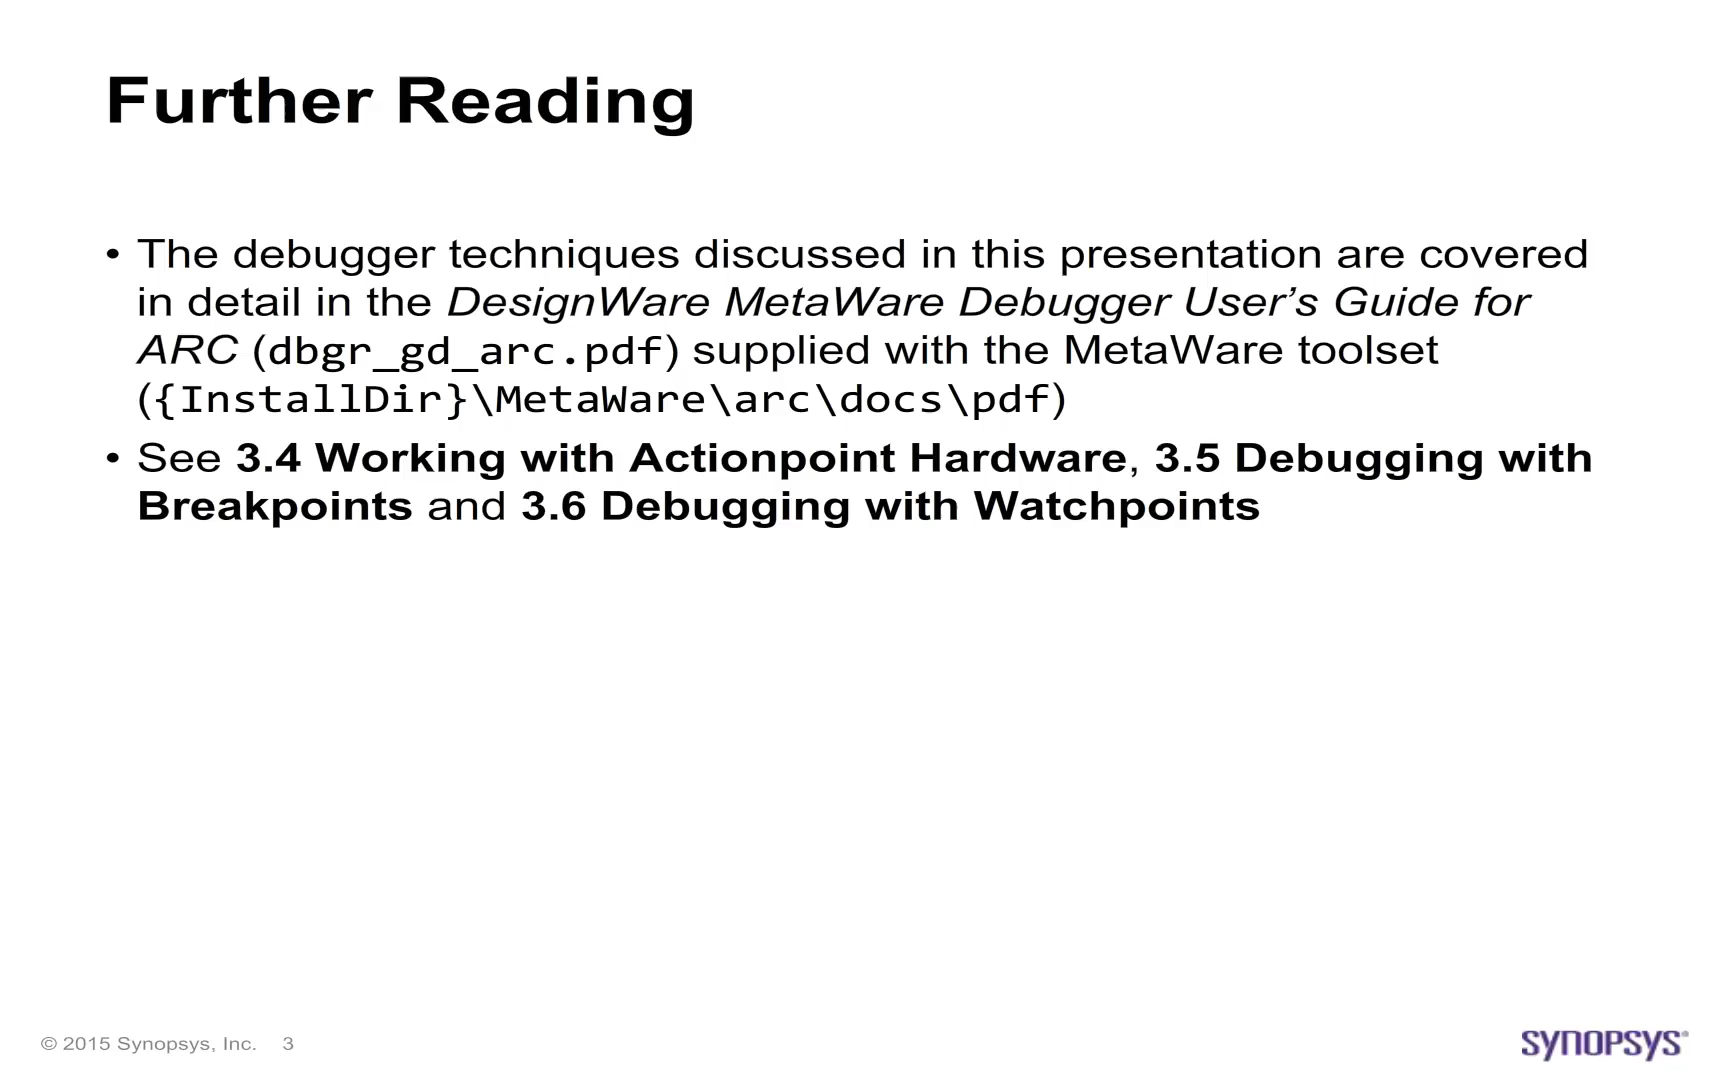 Further Reading
• The debugger techniques discussed in this presentation are covered
in detail in the DesignWare MetaWare Debugger User’s Guide for
ARC (dbgr_gd_arc.pdf) supplied with the MetaWare toolset
({InstallDir}\MetaWare\arc\docs\pdf)
• See 3.4 Working with Actionpoint Hardware, 3.5 Debugging with
Breakpoints and 3.6 Debugging with Watchpoints
© 2015 Synopsys, Inc. 3
SYNOPSYS®